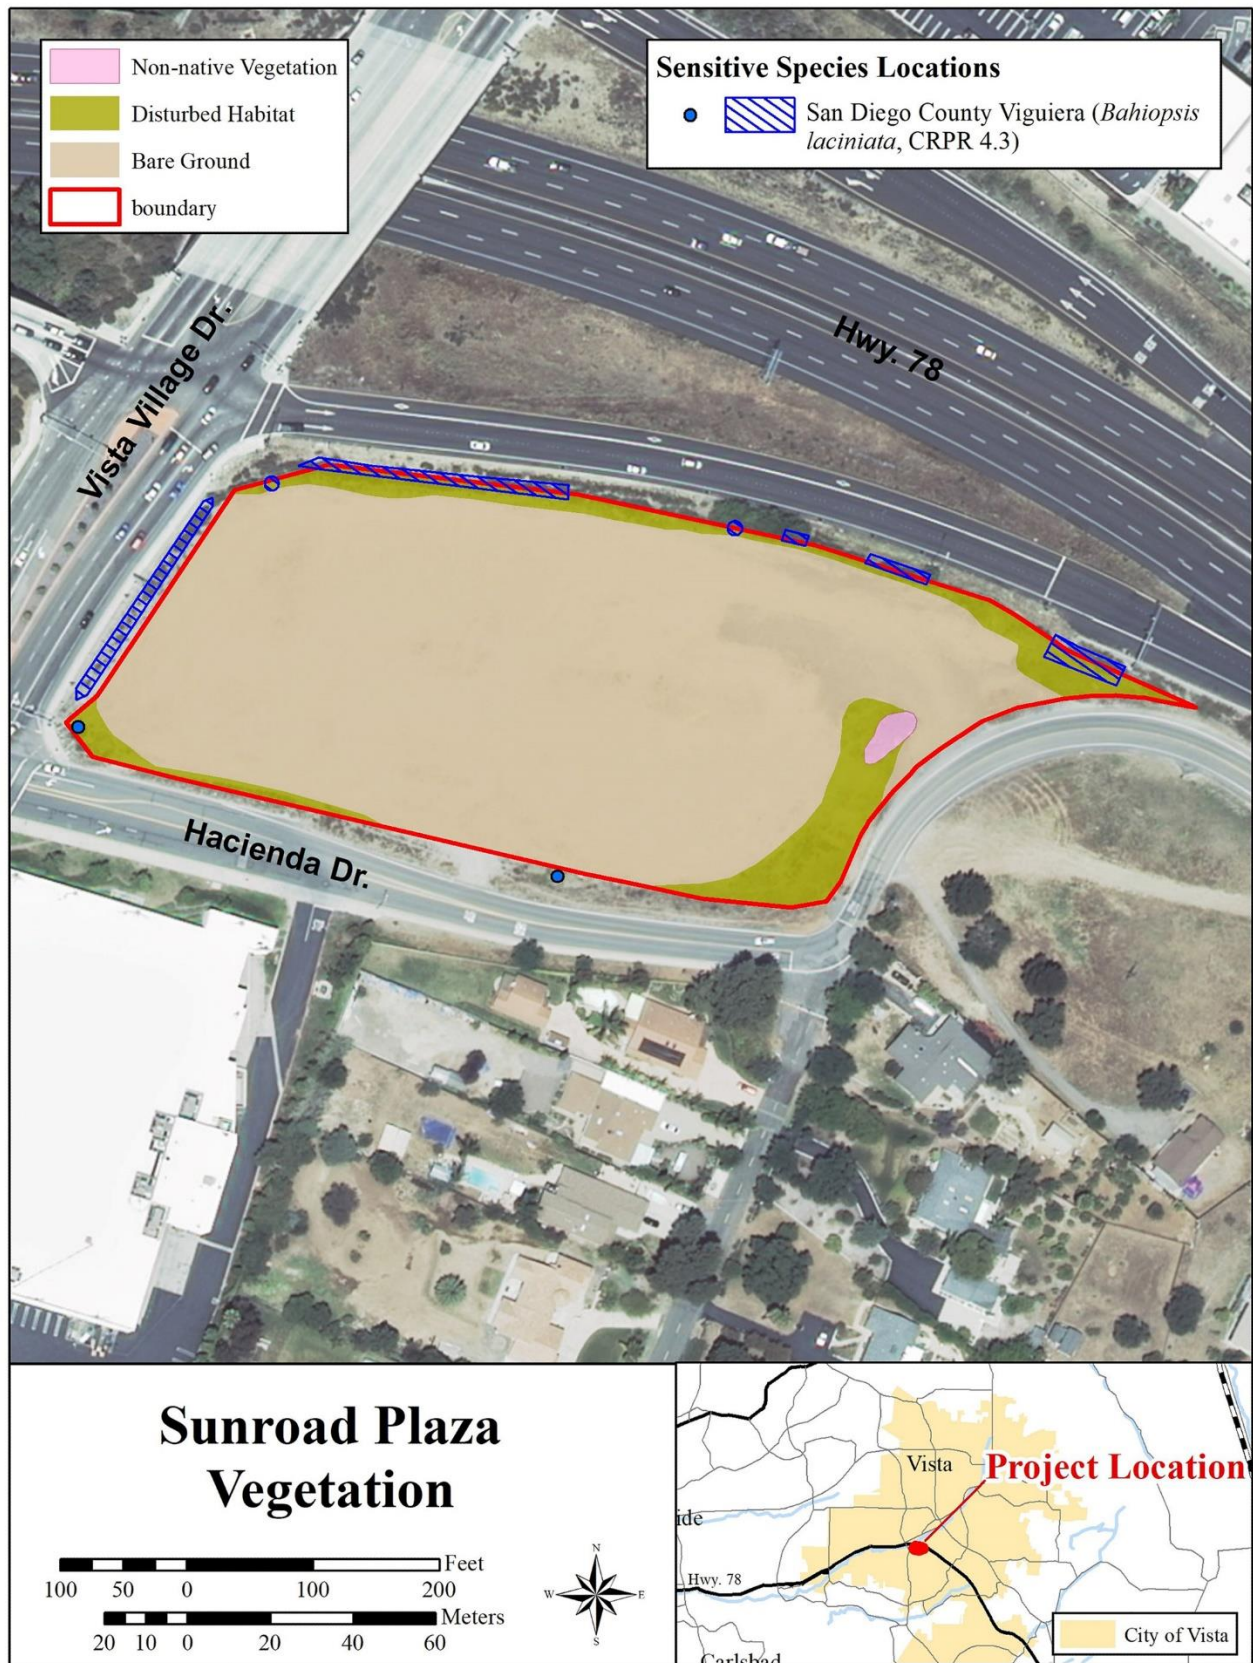 Non-native Vegetation
Disturbed Habitat
Bare Ground
boundary
Sensitive Species Locations
San Diego County Viguiera (Bahiopsis
laciniata, CRPR 4.3)
Vista Village Dr.
Hwy. 78
Hacienda Dr.
Sunroad Plaza
Vegetation
Feet
100 50 0 100 200
Meters
20 10 0 20 40 60
N
W E
S
Vista
Project Location
ide
Hwy. 78
City of Vista
Carlsbad